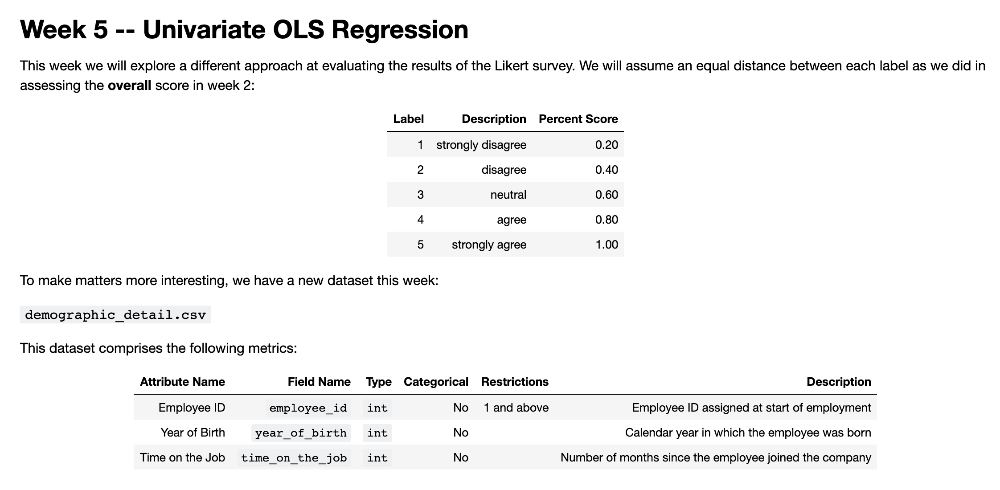 Week 5 -- Univariate OLS Regression
This week we will explore a different approach at evaluating the results of the Likert survey. We will assume an equal distance between each label as we did in
assessing the overall score in week 2:
Label Description Percent Score
1 strongly disagree 0.20
2 disagree 0.40
3 neutral 0.60
4 agree 0.80
5 strongly agree 1.00
To make matters more interesting, we have a new dataset this week:
demographic_detail.csv
This dataset comprises the following metrics:
Attribute Name Field Name Type Categorical Restrictions Description
Employee ID employee_id int No 1 and above Employee ID assigned at start of employment
Year of Birth year_of_birth int No Calendar year in which the employee was born
Time on the Job time_on_the_job int No Number of months since the employee joined the company